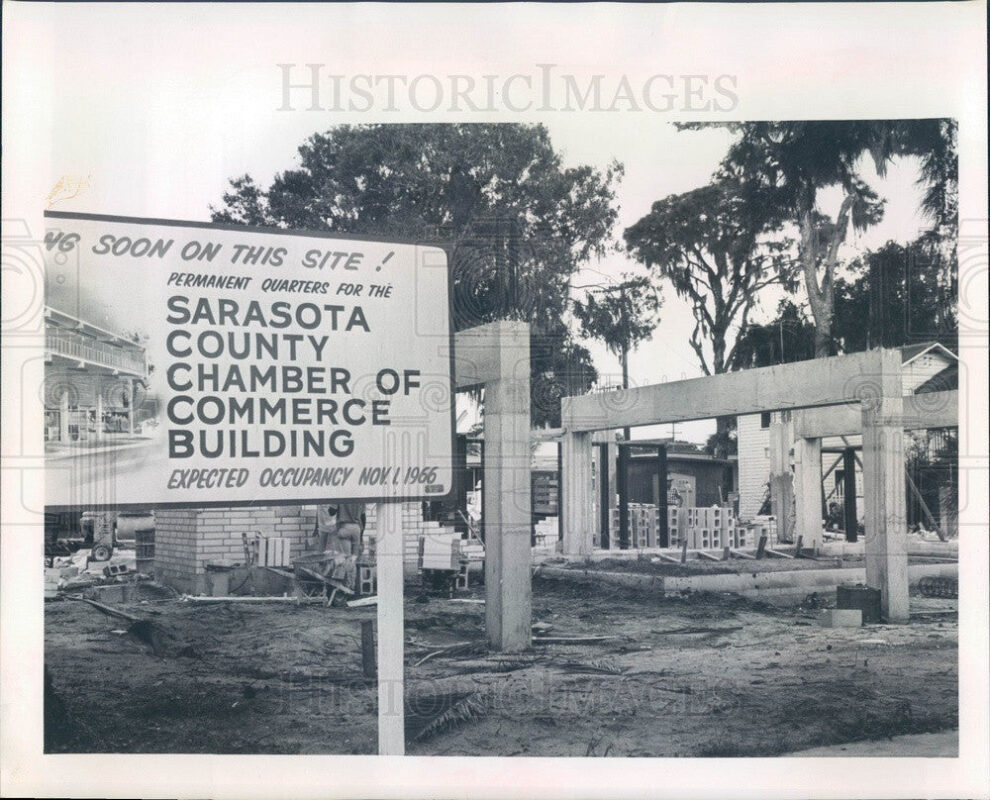 HISTORICIMAGES
SOON ON THIS SITE !
PERMANENT QUARTERS FOR THE
SARASOTA
COUNTY
CHAMBER OF
COMMERCE
BUILDING
EXPECTED OCCUPANCY NOV. 1, 1966
HISTORICIMAGES